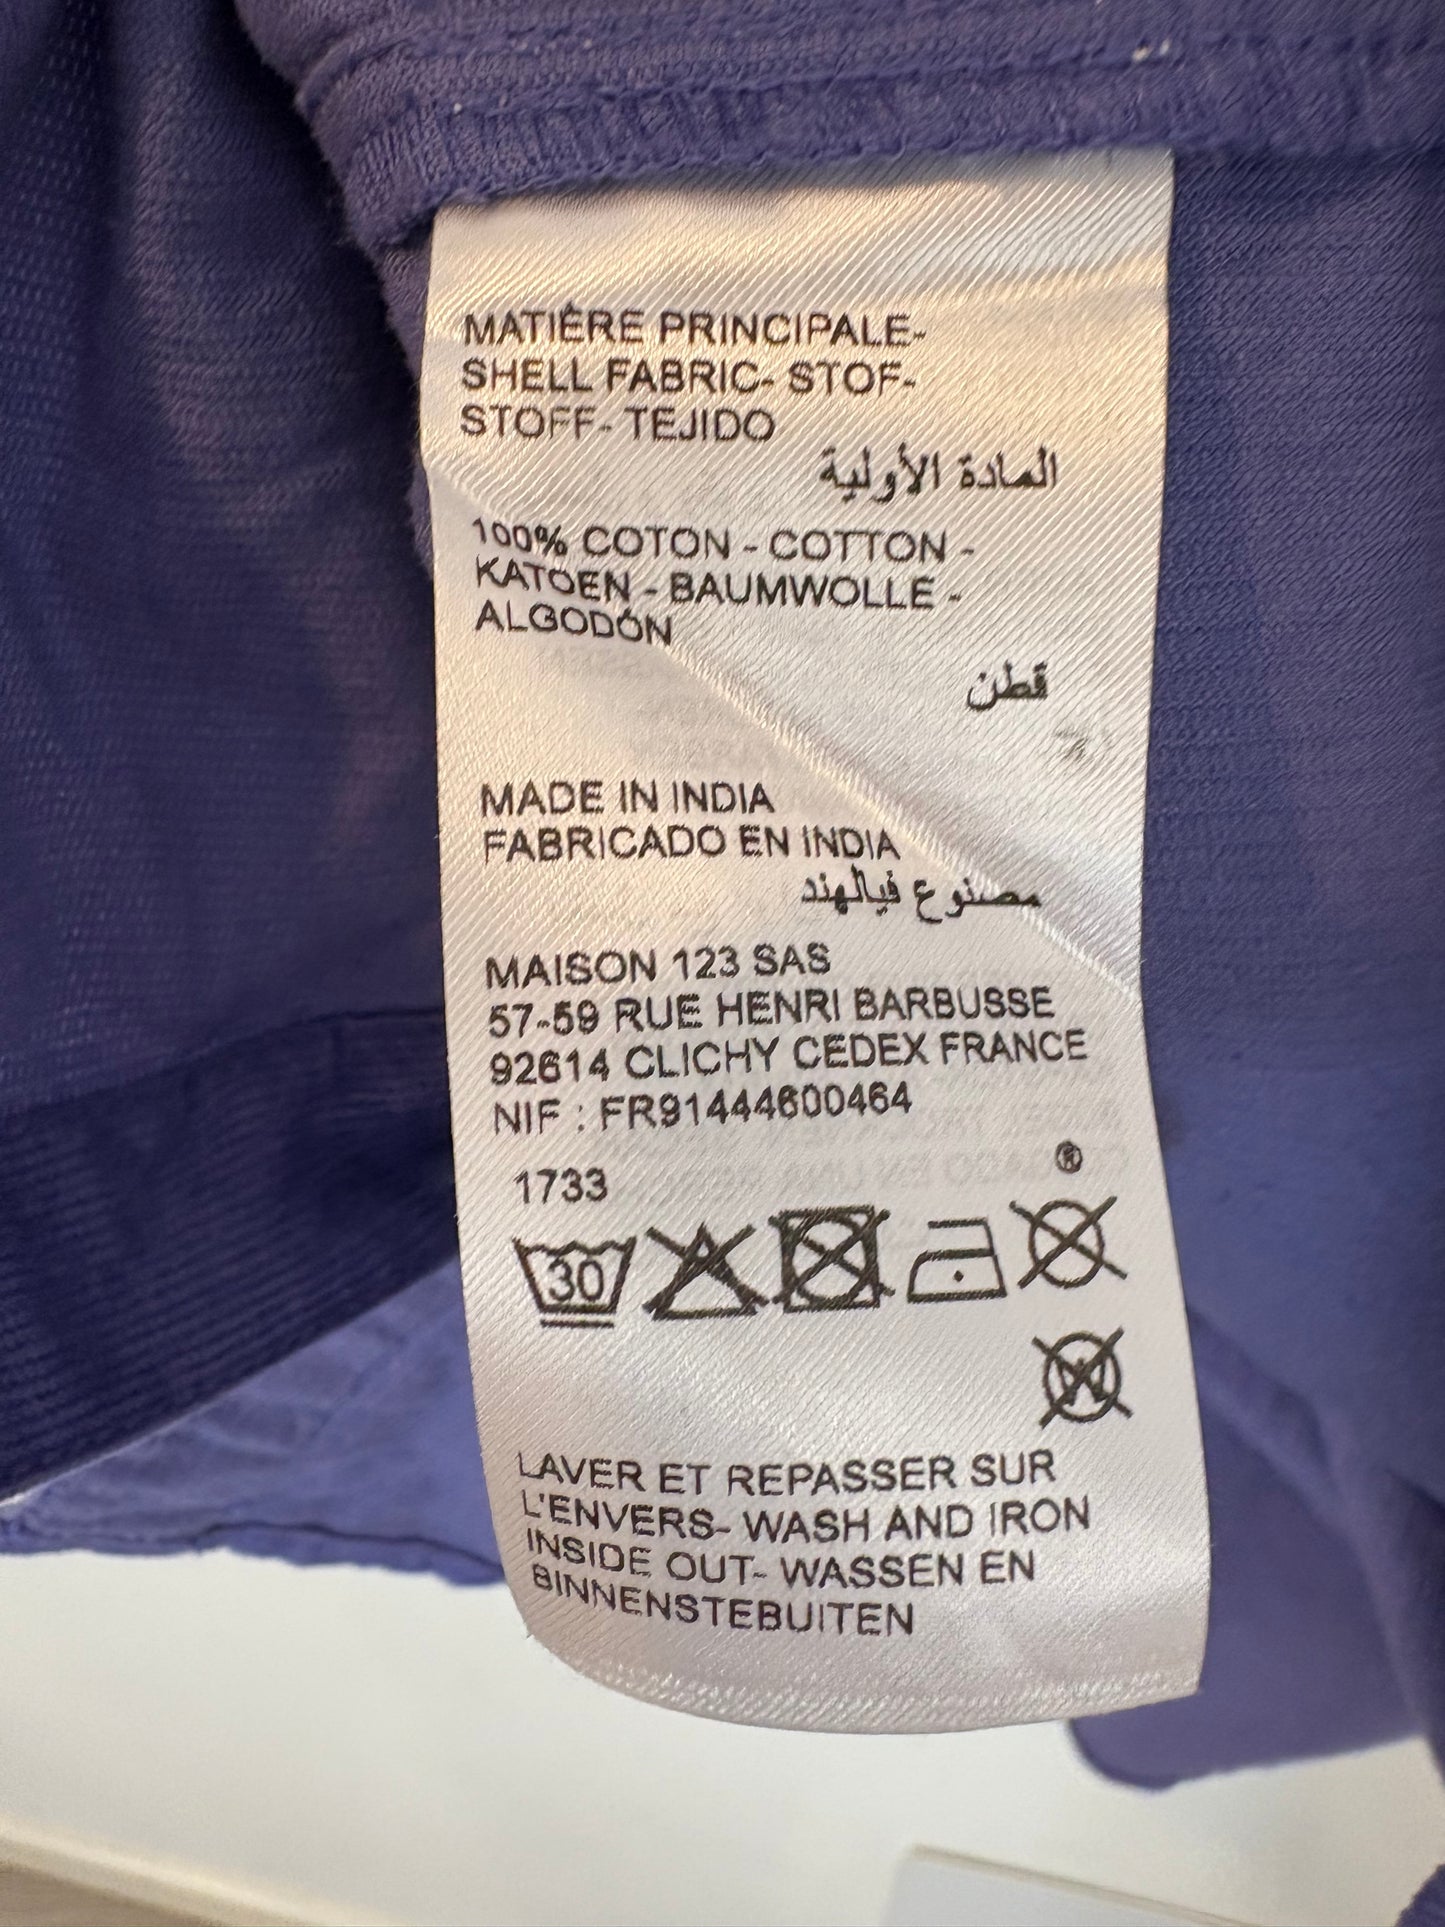 MATIÈRE PRINCIPALE-
SHELL FABRIC- STOF-
STOFF- TEJIDO
المادة الأولية
100% COTON - COTTON -
KATOEN - BAUMWOLLE -
ALGODÓN
قطن
MADE IN INDIA
FABRICADO EN INDIA
مصنوع فيالهند
MAISON 123 SAS
57-59 RUE HENRI BARBUSSE
92614 CLICHY CEDEX FRANCE
NIF : FR91444600464
1733
®
30
W
LAVER ET REPASSER SUR
L'ENVERS- WASH AND IRON
INSIDE OUT- WASSEN EN
BINNENSTEBUITEN